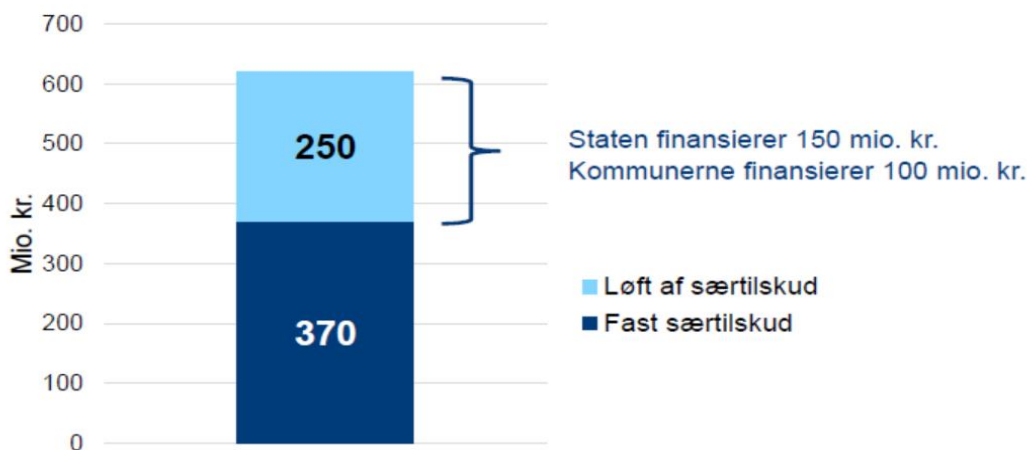 700
600
500
400
300
200
100
0
Mio. kr.
250
370
Staten finansierer 150 mio. kr.
Kommunerne finansierer 100 mio. kr.
Løft af særtilskud
Fast særtilskud